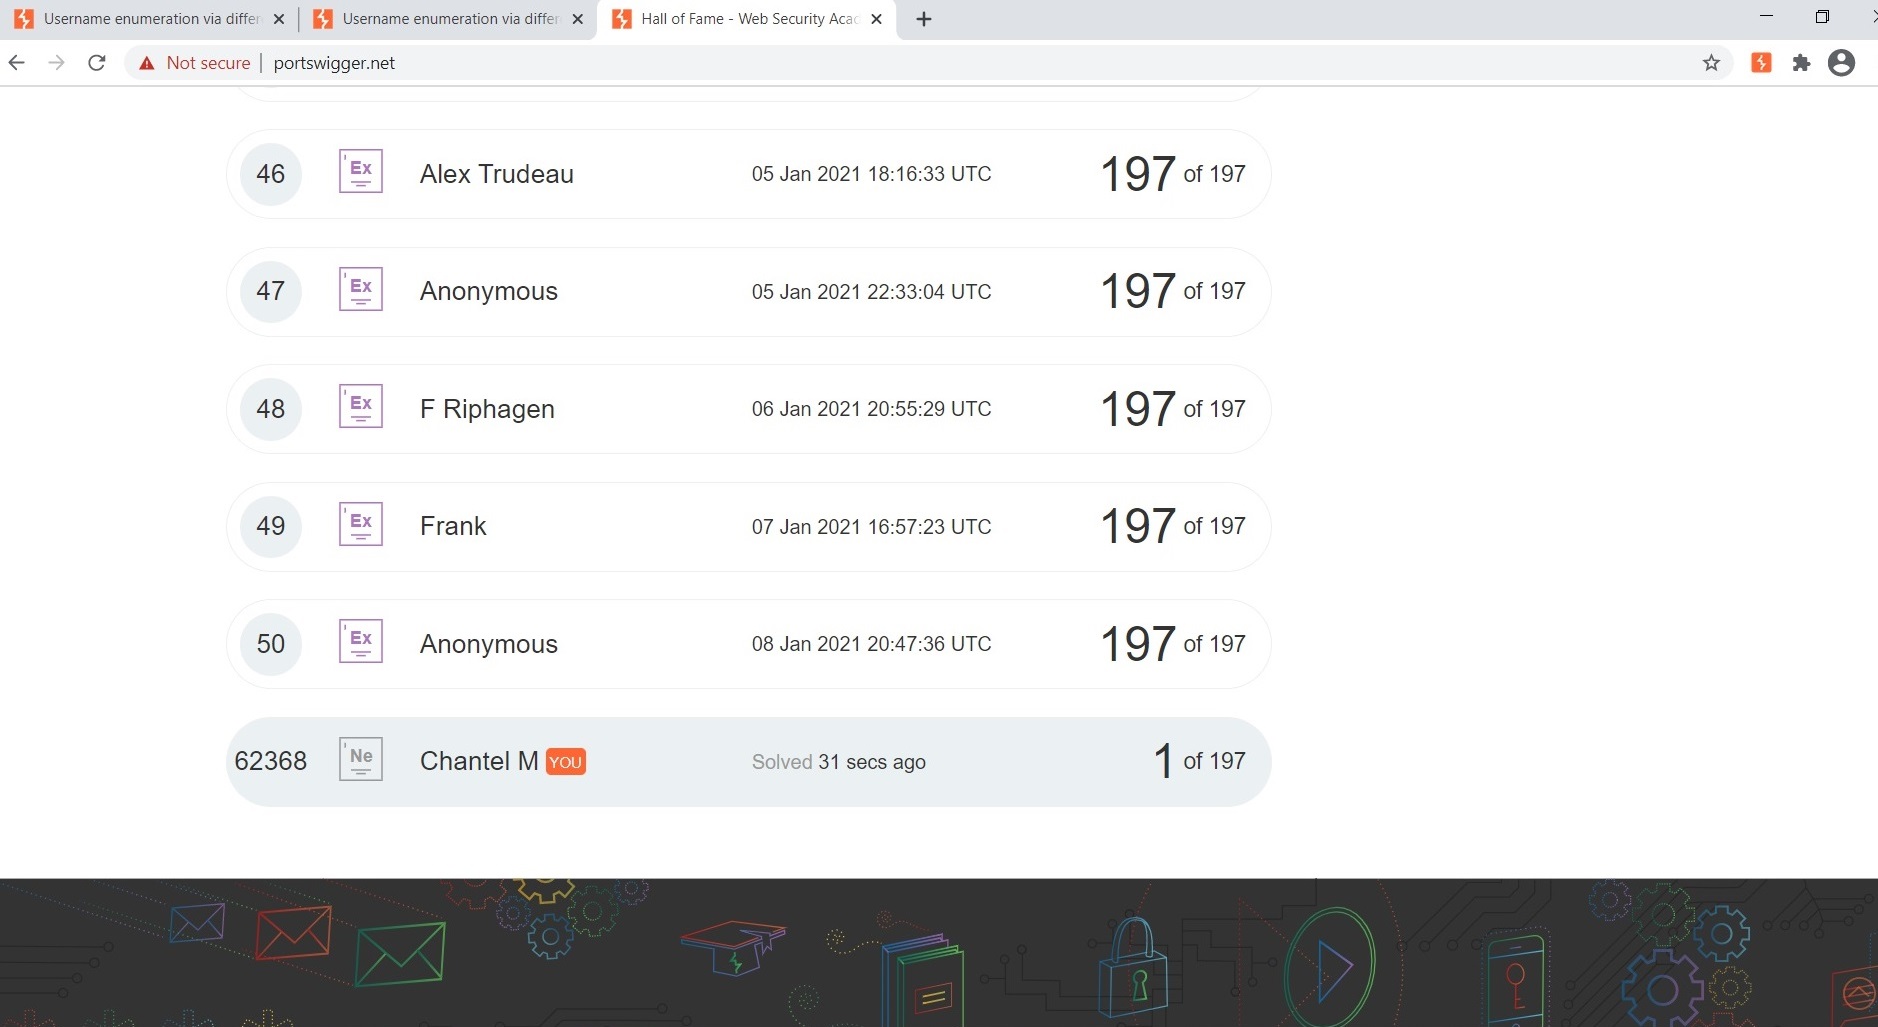 Username enumeration via differ
Username enumeration via differ
Hall of Fame - Web Security Acad
Not secure | portswigger.net
46 Ex Alex Trudeau 05 Jan 2021 18:16:33 UTC 197 of 197
47 Ex Anonymous 05 Jan 2021 22:33:04 UTC 197 of 197
48 Ex F Riphagen 06 Jan 2021 20:55:29 UTC 197 of 197
49 Ex Frank 07 Jan 2021 16:57:23 UTC 197 of 197
50 Ex Anonymous 08 Jan 2021 20:47:36 UTC 197 of 197
62368 Ne Chantel M YOU Solved 31 secs ago 1 of 197